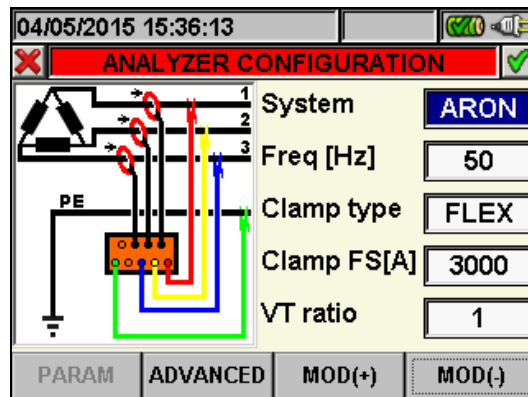 04/05/2015 15:36:13
ANALYZER CONFIGURATION
1
2
3
PE
System ARON
Freq [Hz] 50
Clamp type FLEX
Clamp FS[A] 3000
VT ratio 1
PARAM ADVANCED MOD(+) MOD(-)